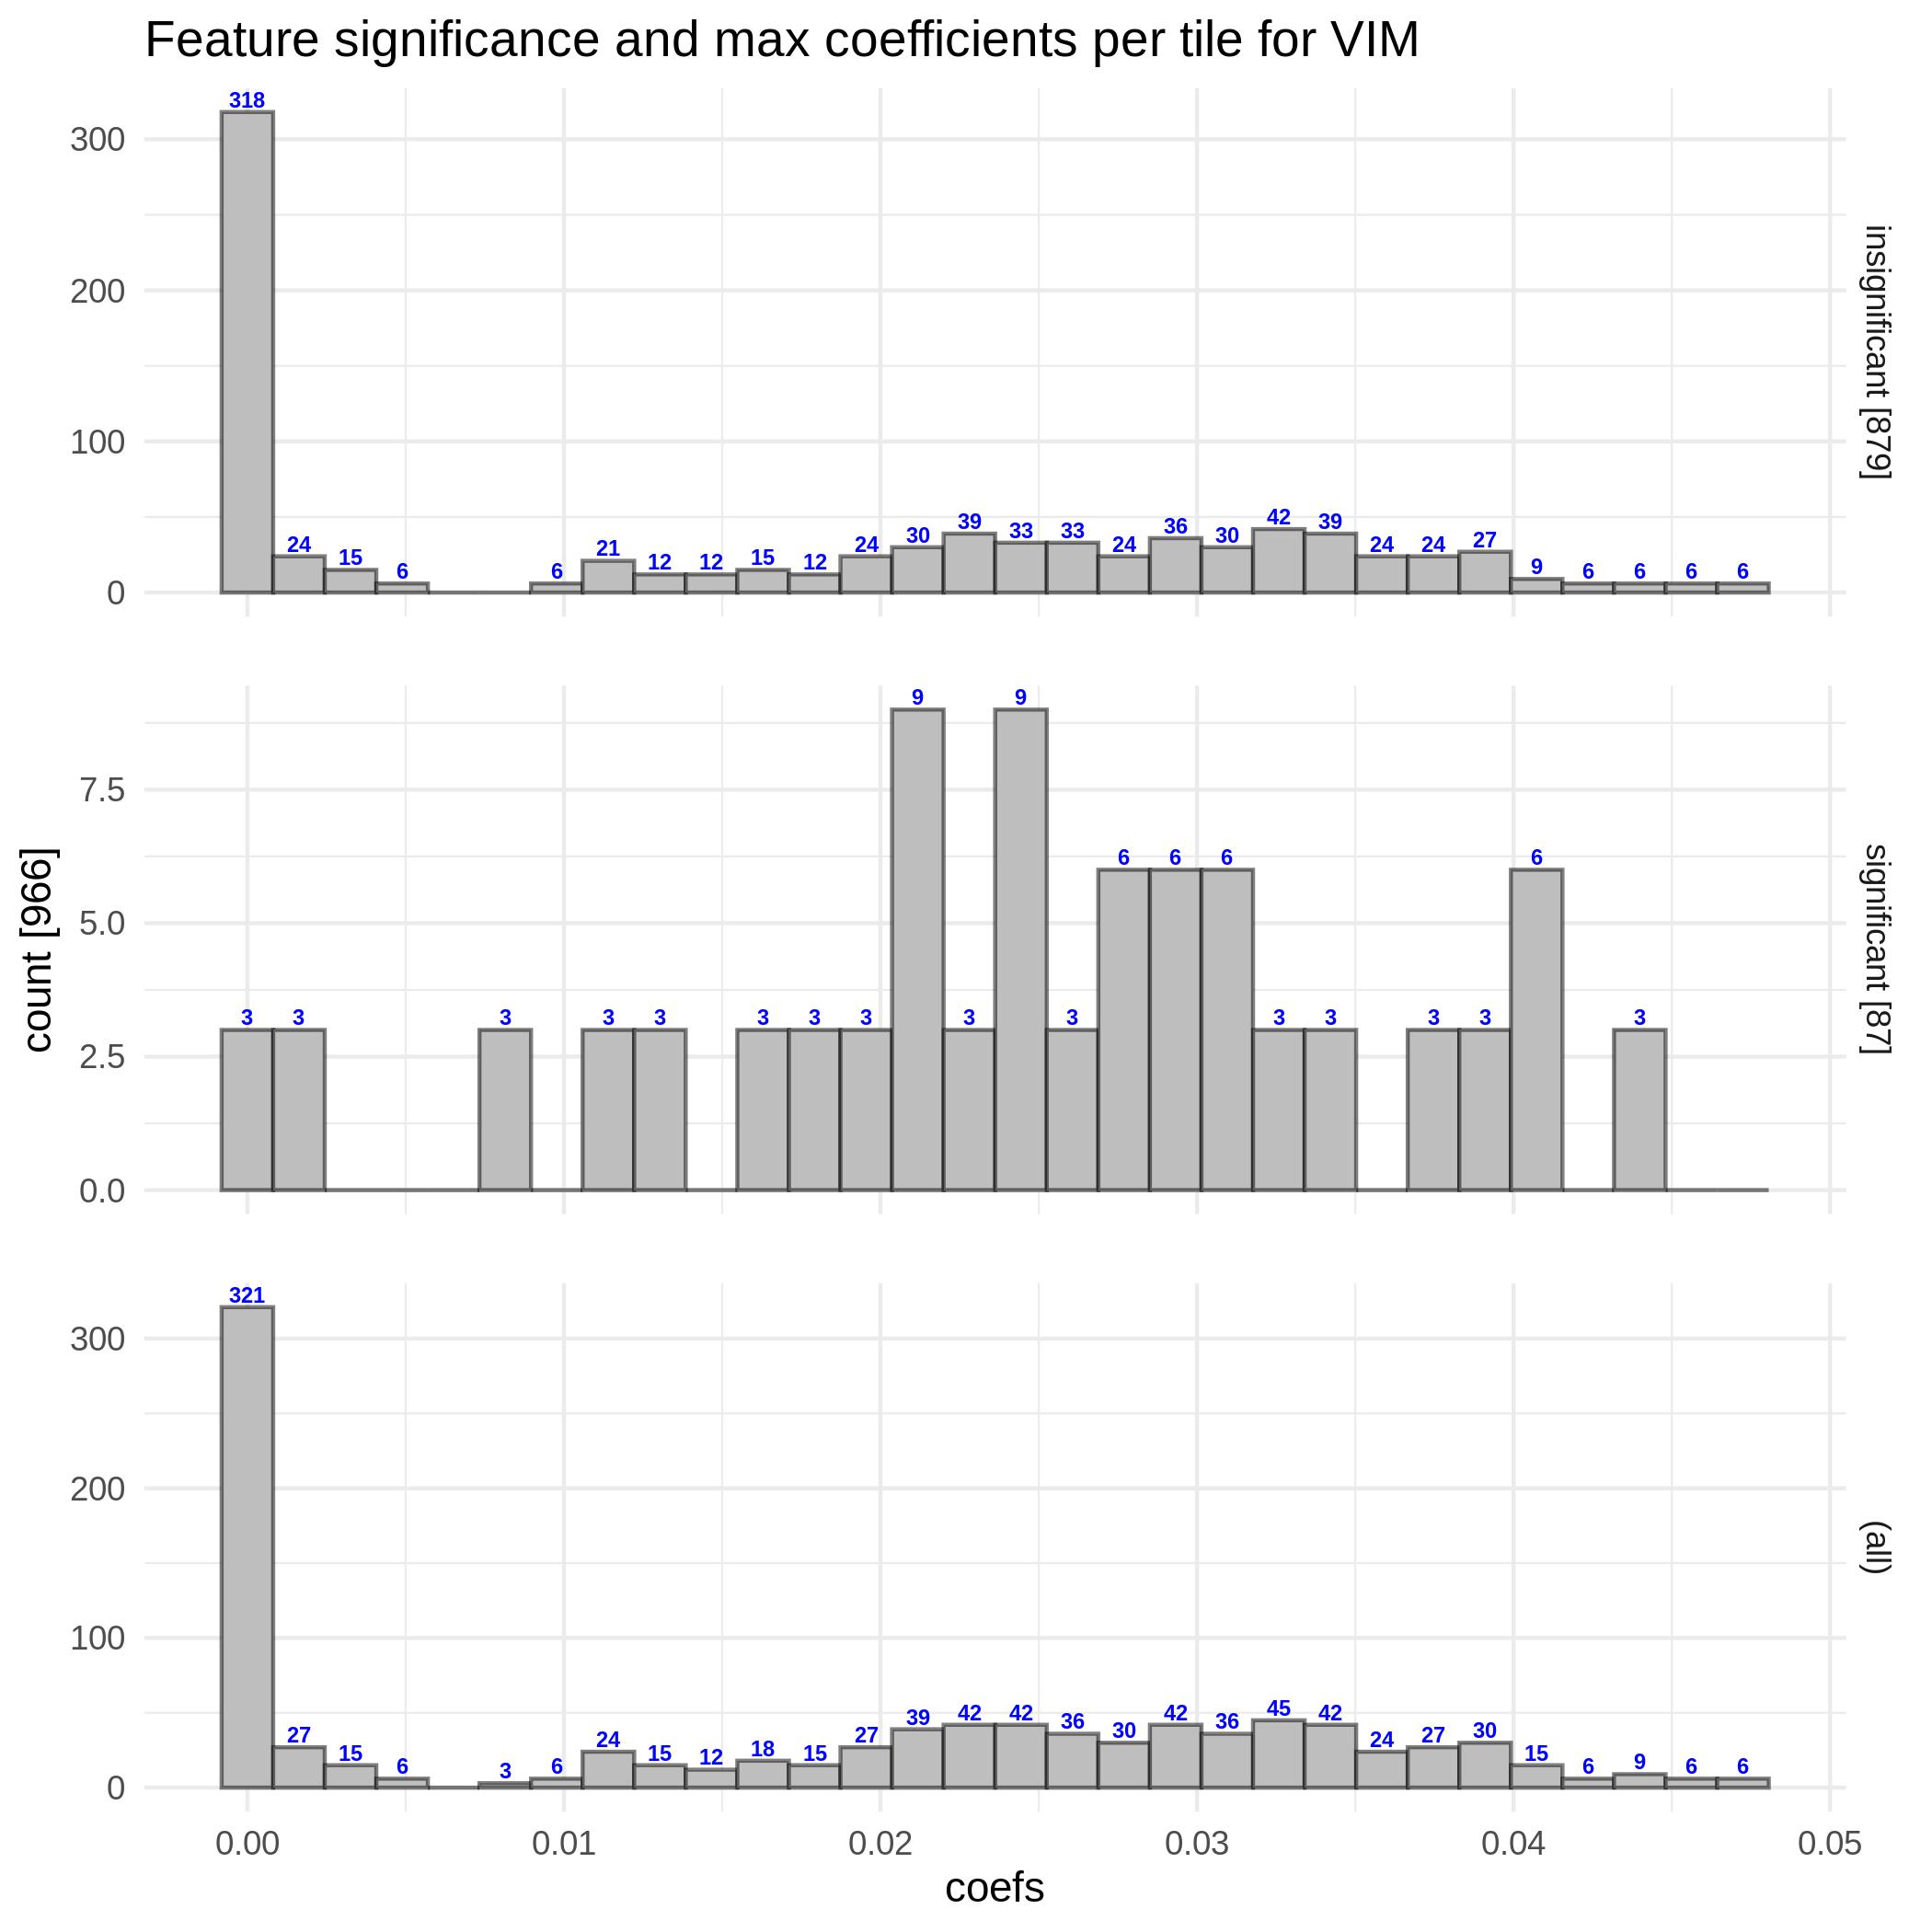 Feature significance and max coefficients per tile for VIM
318
300
200
100
0
24 15 6 6 21 12 12 15 12 24 30 39 33 33 24 36 30 42 39 24 24 27 9 6 6 6 6
insignificant [879]
count [966]
9 9
7.5
6 6 6 6
5.0
3 3 3 3 3 3 3 3 3 3 3 3 3 3 3
2.5
0.0
significant [87]
321
300
200
100
0
27 15 6 3 6 24 15 12 18 15 27 39 42 42 36 30 42 36 45 42 24 27 30 15 6 9 6 6
(all)
0.00 0.01 0.02 0.03 0.04 0.05
coefs